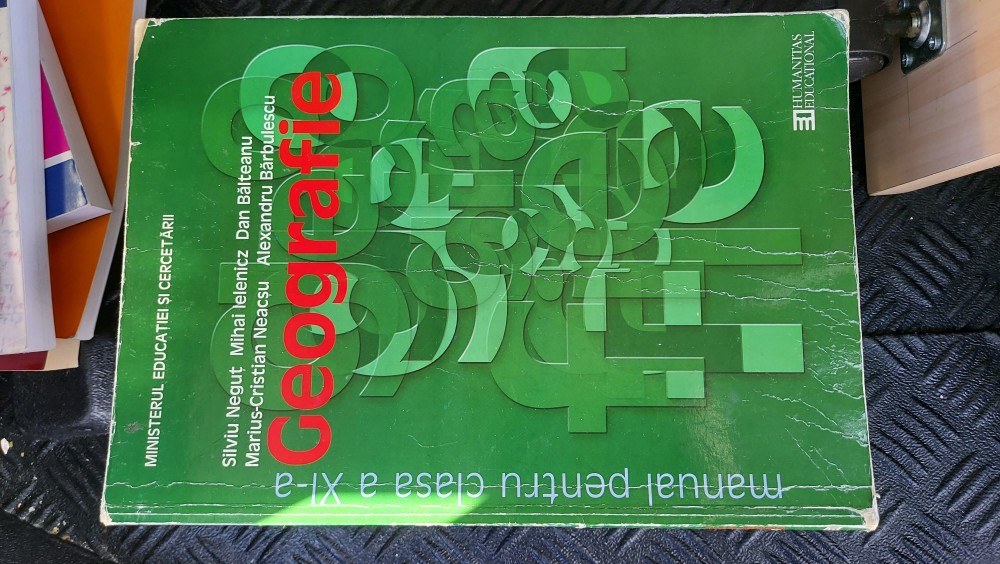 MINISTERUL EDUCAȚIEI ȘI CERCETĂRII
Silviu Neguț Mihai Ielenicz Dan Bălteanu
Marius-Cristian Neacșu Alexandru Bărbulescu
Geografie
manual pentru clasa a XI-a
HUMANITAS
EDUCATIONAL